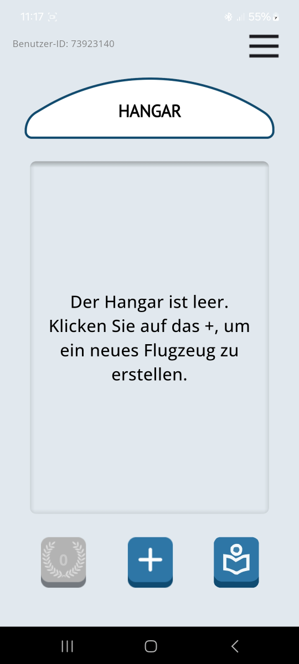 11:17
55%
Benutzer-ID: 73923140
HANGAR
Der Hangar ist leer.
Klicken Sie auf das +, um
ein neues Flugzeug zu
erstellen.
0